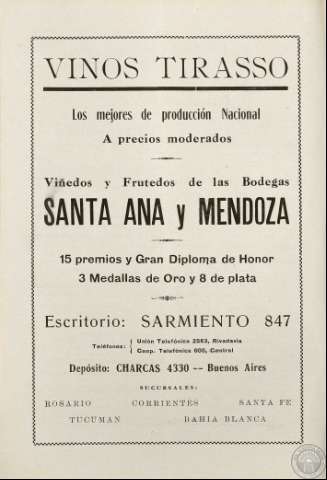 VINOS TIRASSO
Los mejores de producción Nacional
A precios moderados
Viñedos y Frutedos de las Bodegas
SANTA ANA y MENDOZA
15 premios y Gran Diploma de Honor
3 Medallas de Oro y 8 de plata
Escritorio: SARMIENTO 847
Teléfonos: Unión Telefónica 2563, Rivadavia
Coop. Telefónica 605, Central
Depósito: CHARCAS 4330 -- Buenos Aires
SUCURSALES:
ROSARIO CORRIENTES SANTA FE
TUCUMAN BAHIA BLANCA